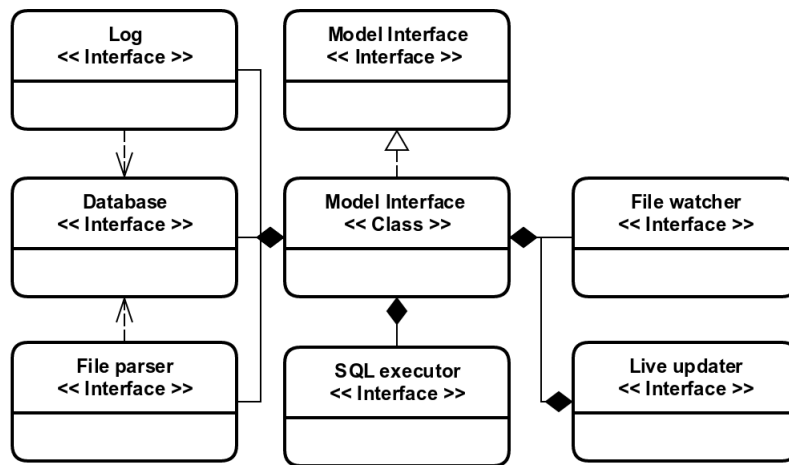 Log
<< Interface >>
Model Interface
<< Interface >>
Database
<< Interface >>
Model Interface
<< Class >>
File watcher
<< Interface >>
File parser
<< Interface >>
SQL executor
<< Interface >>
Live updater
<< Interface >>